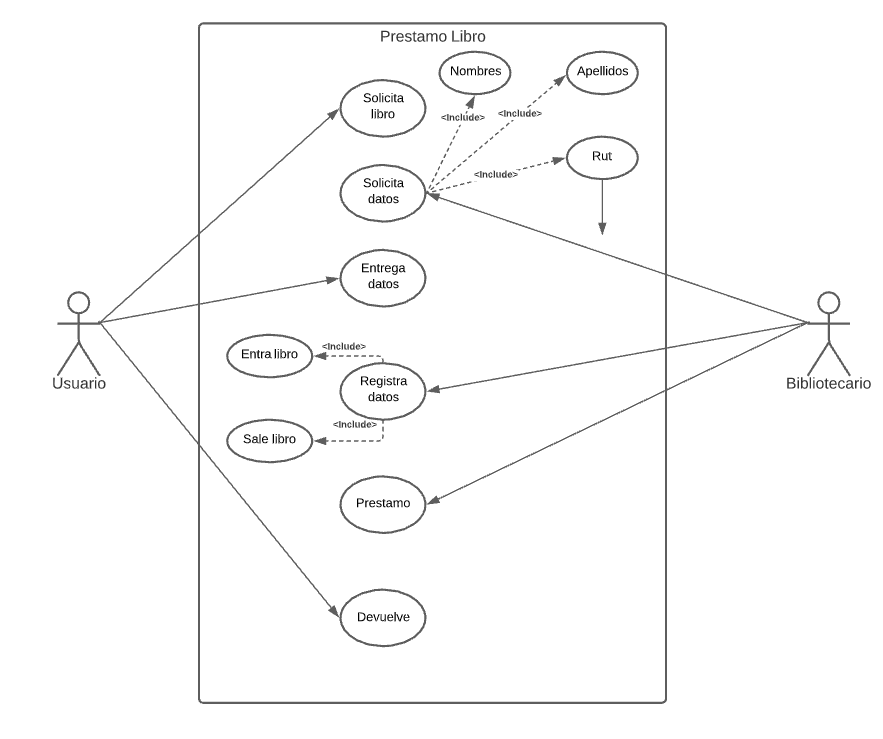 Prestamo Libro
Nombres
Apellidos
Solicita
libro
<Include>
<Include>
Rut
<Include>
Solicita
datos
Entrega
datos
<Include>
Entra libro
Registra
datos
<Include>
Sale libro
Usuario
Bibliotecario
Prestamo
Devuelve